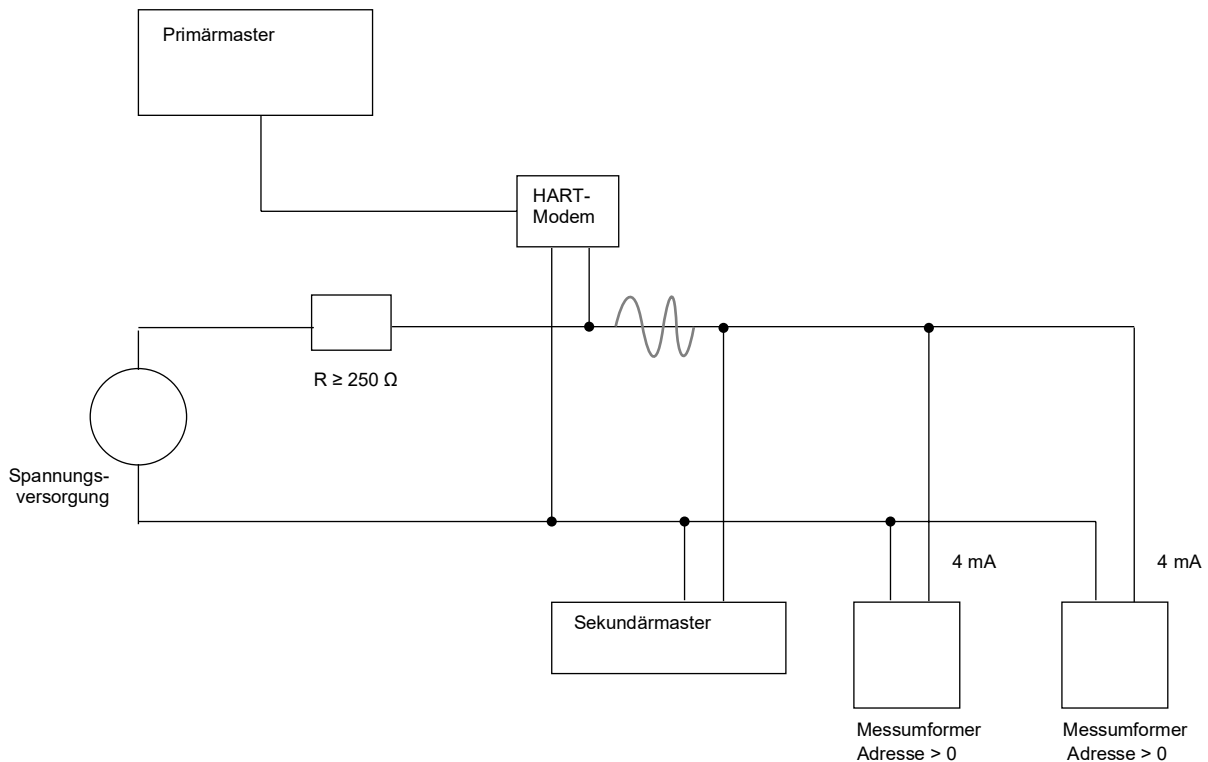 Primärmaster
HART-
Modem
R ≥ 250 Ω
Spannungs-
versorgung
4 mA
4 mA
Sekundärmaster
Messumformer
Adresse > 0
Messumformer
Adresse > 0